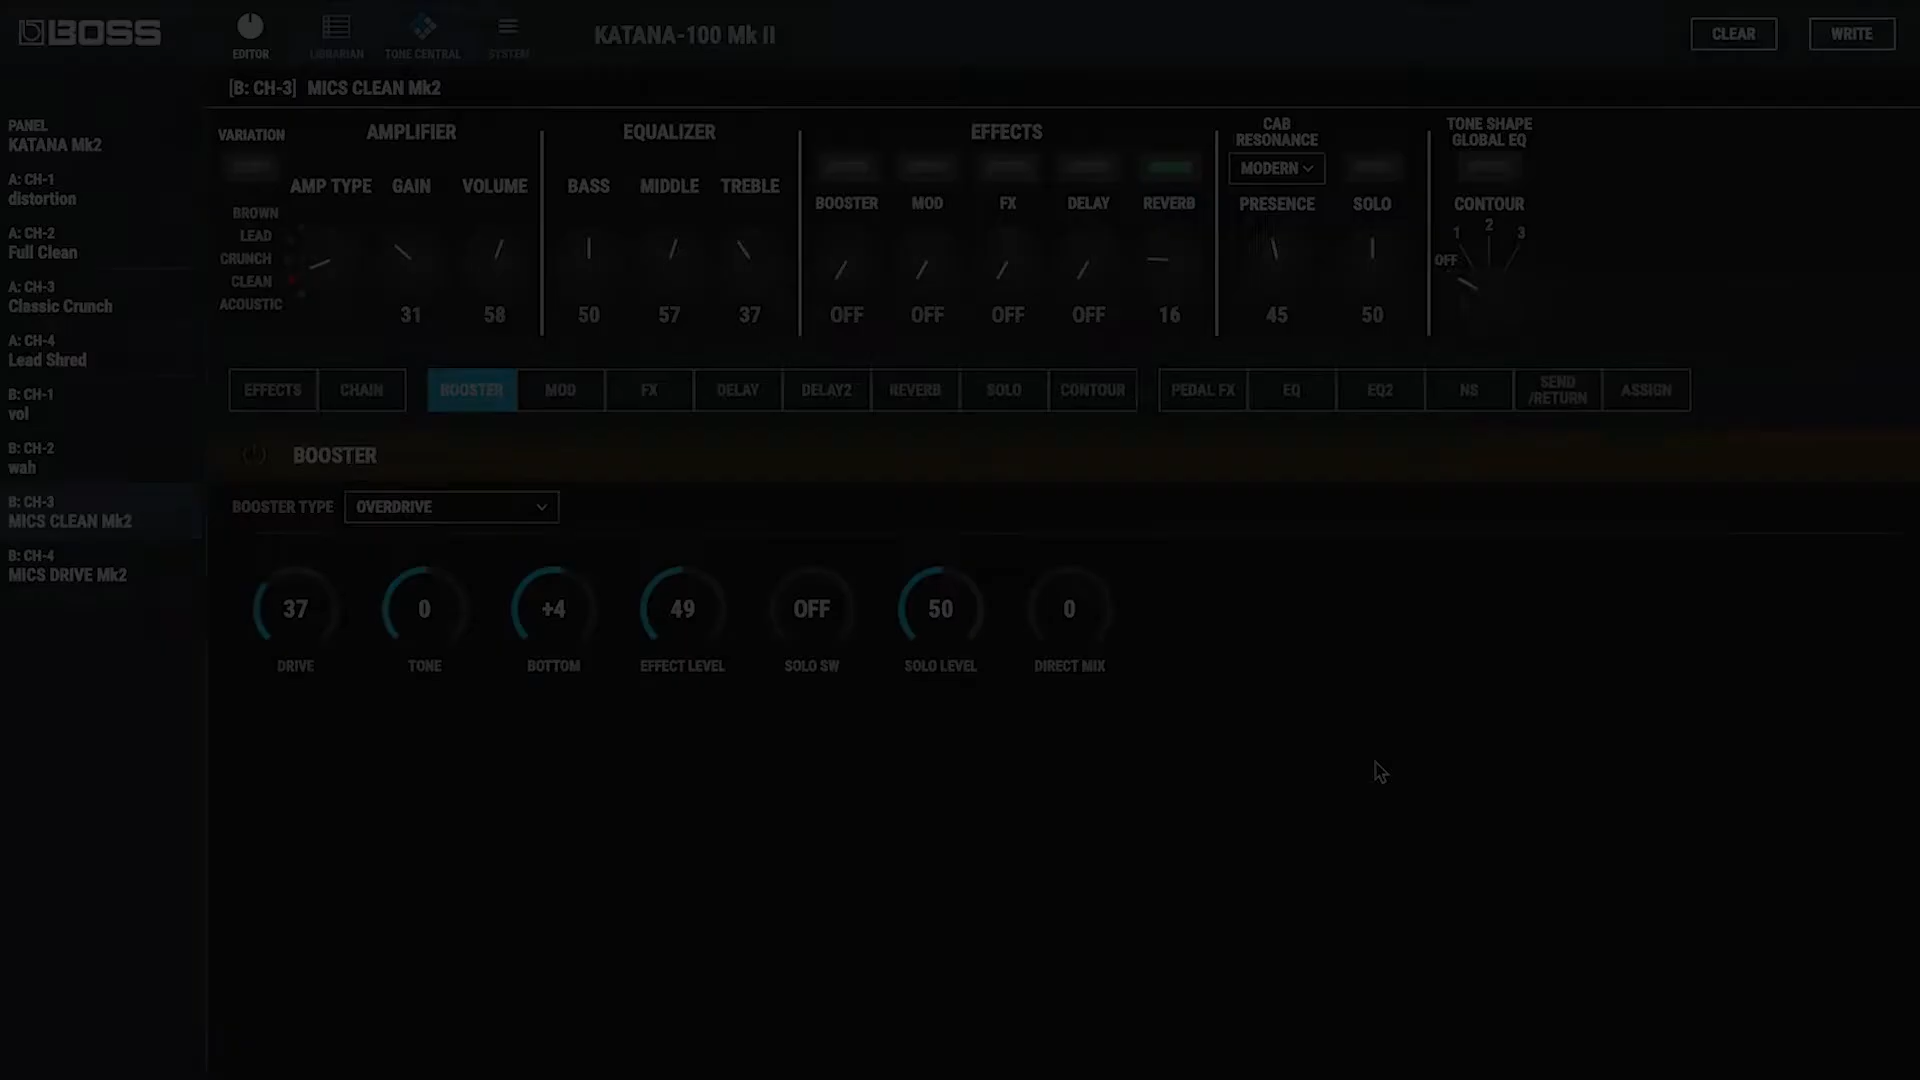 BOSS
EDITOR
LIBRARIAN
TONE CENTRAL
SYSTEM
KATANA-100 Mk II
CLEAR
WRITE
[B: CH-3] MICS CLEAN Mk2
PANEL
KATANA Mk2
A: CH-1
distortion
A: CH-2
Full Clean
A: CH-3
Classic Crunch
A: CH-4
Lead Shred
B: CH-1
vol
B: CH-2
wah
B: CH-3
MICS CLEAN Mk2
B: CH-4
MICS DRIVE Mk2
VARIATION
AMPLIFIER
AMP TYPE GAIN VOLUME
BROWN
LEAD
CRUNCH
CLEAN
ACOUSTIC
31 58
EQUALIZER
BASS MIDDLE TREBLE
50 57 37
EFFECTS
BOOSTER MOD FX DELAY REVERB
OFF OFF OFF OFF 16
CAB
RESONANCE
MODERN
PRESENCE SOLO
45 50
TONE SHAPE
GLOBAL EQ
CONTOUR
OFF 1 2 3
EFFECTS CHAIN BOOSTER MOD FX DELAY DELAY2 REVERB SOLO CONTOUR PEDAL FX EQ EQ2 NS SEND
/RETURN ASSIGN
BOOSTER
BOOSTER TYPE OVERDRIVE
37 0 +4 49 OFF 50 0
DRIVE TONE BOTTOM EFFECT LEVEL SOLO SW SOLO LEVEL DIRECT MIX